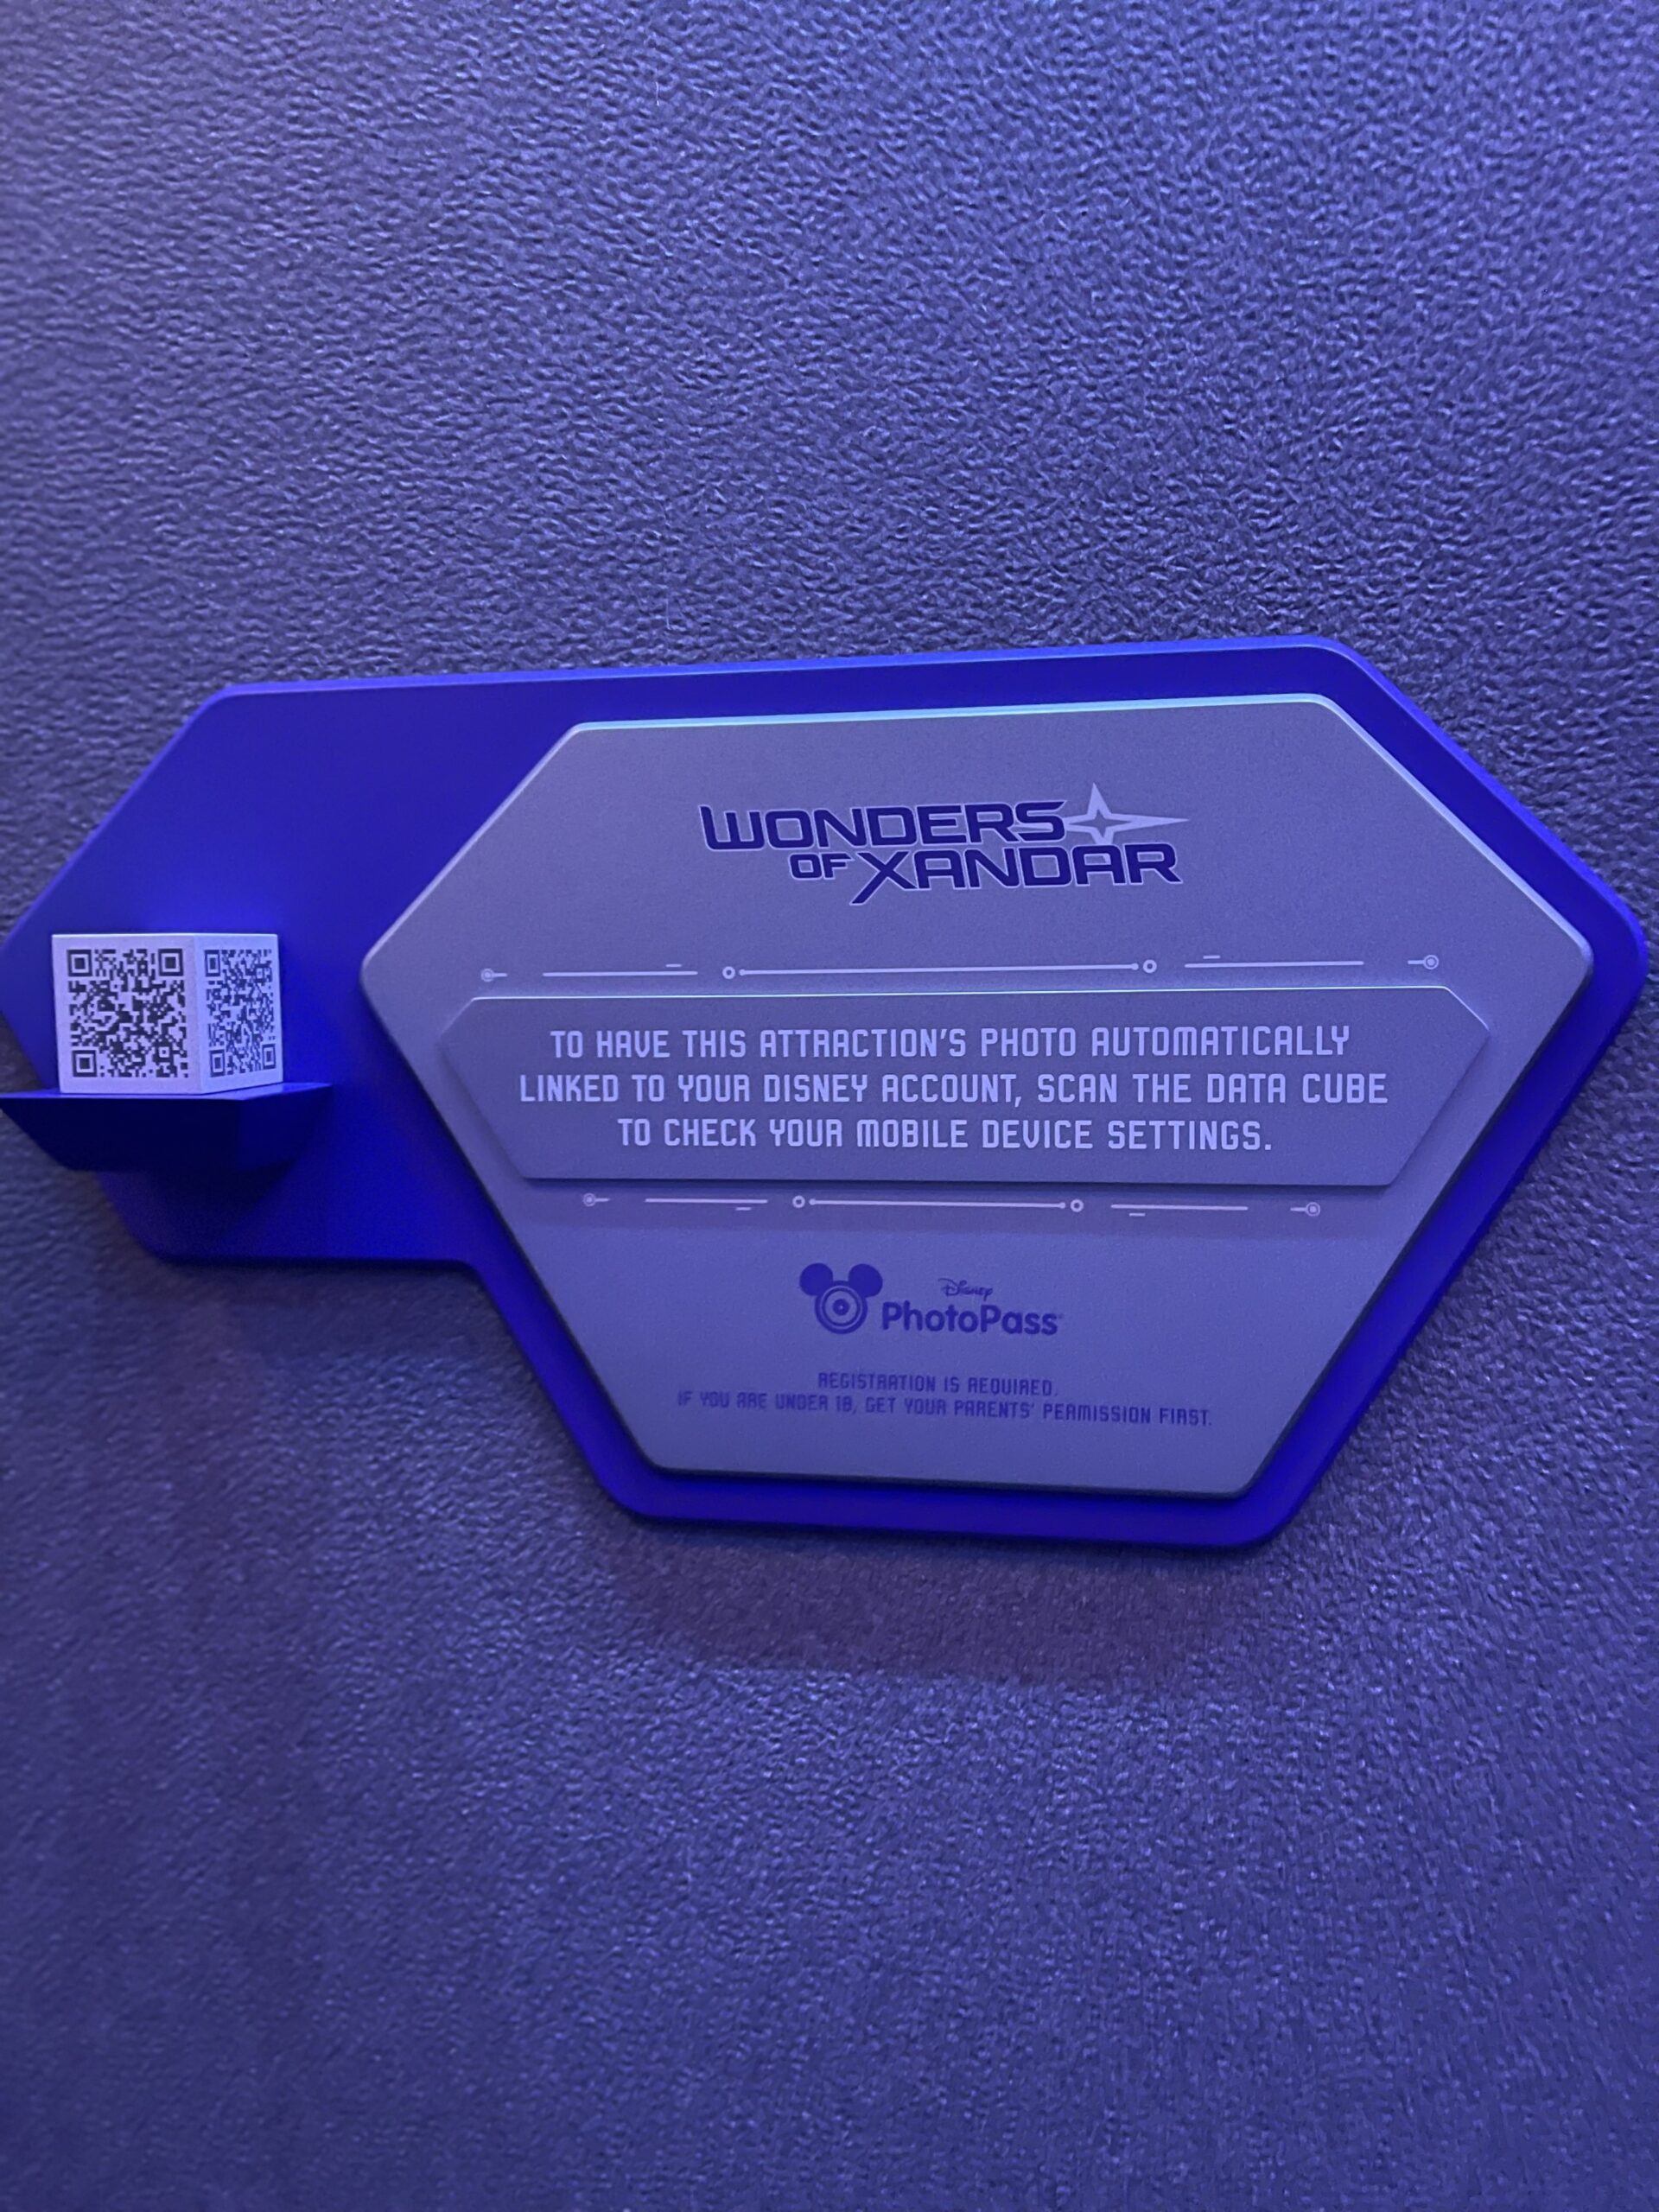 WONDERS
OF XANDAR
TO HAVE THIS ATTRACTION'S PHOTO AUTOMATICALLY
LINKED TO YOUR DISNEY ACCOUNT, SCAN THE DATA CUBE
TO CHECK YOUR MOBILE DEVICE SETTINGS.
Disney
PhotoPass
REGISTRATION IS REQUIRED.
IF YOU ARE UNDER 18, GET YOUR PARENTS' PERMISSION FIRST.